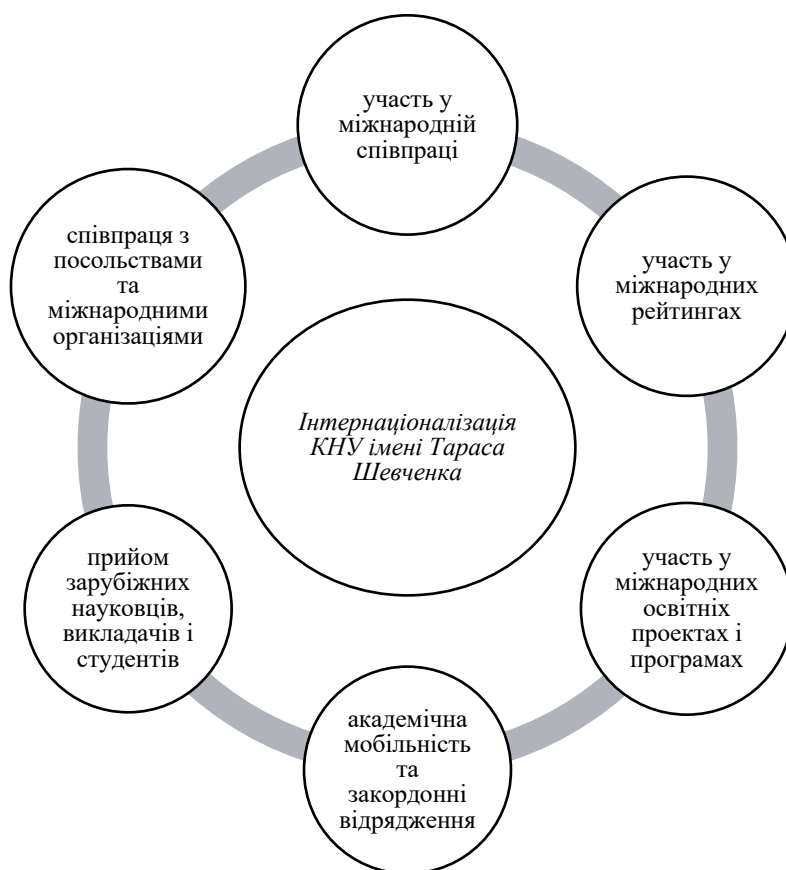 участь у
міжнародній
співпраці
участь у
міжнародних
рейтингах
участь у
міжнародних
освітніх
проектах і
програмах
академічна
мобільність
та
закордонні
відрядження
прийом
зарубіжних
науковців,
викладачів і
студентів
співпраця з
посольствами
та
міжнародними
організаціями
Інтернаціоналізація
КНУ імені Тараса
Шевченка